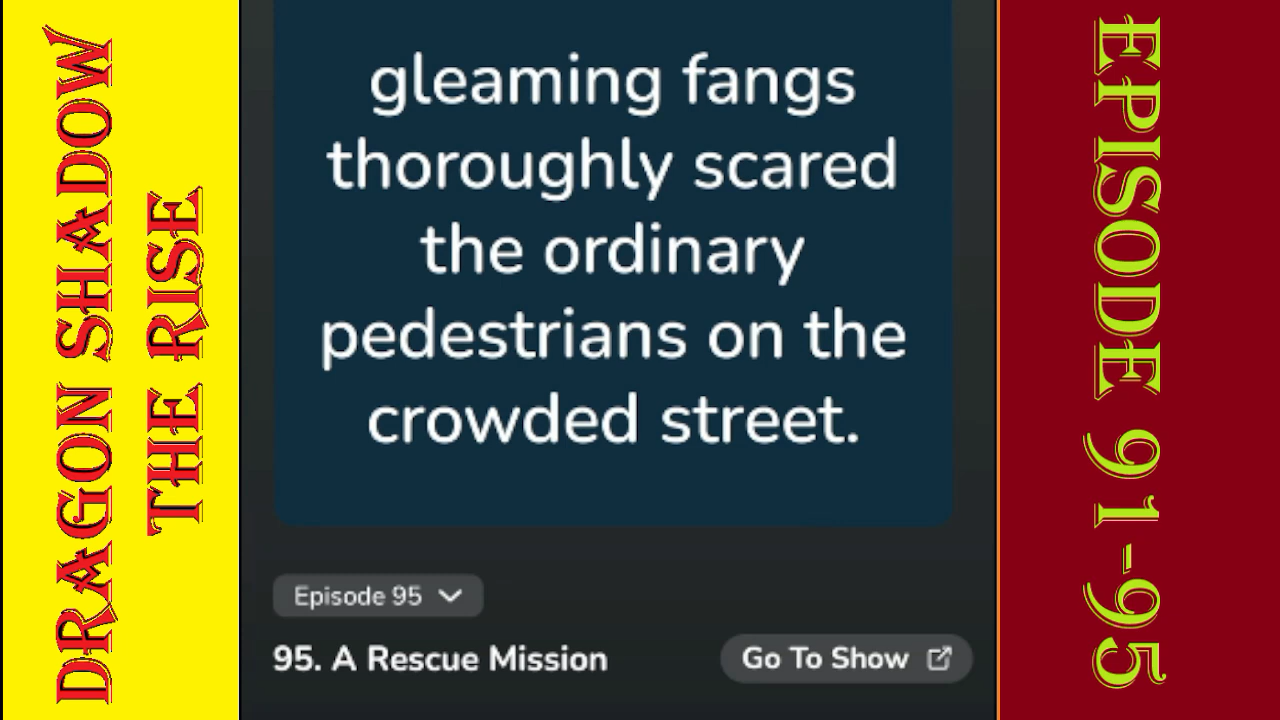 DRAGON SHADOW
THE RISE
gleaming fangs
thoroughly scared
the ordinary
pedestrians on the
crowded street.
Episode 95
95. A Rescue Mission
Go To Show
EPISODE 91-95